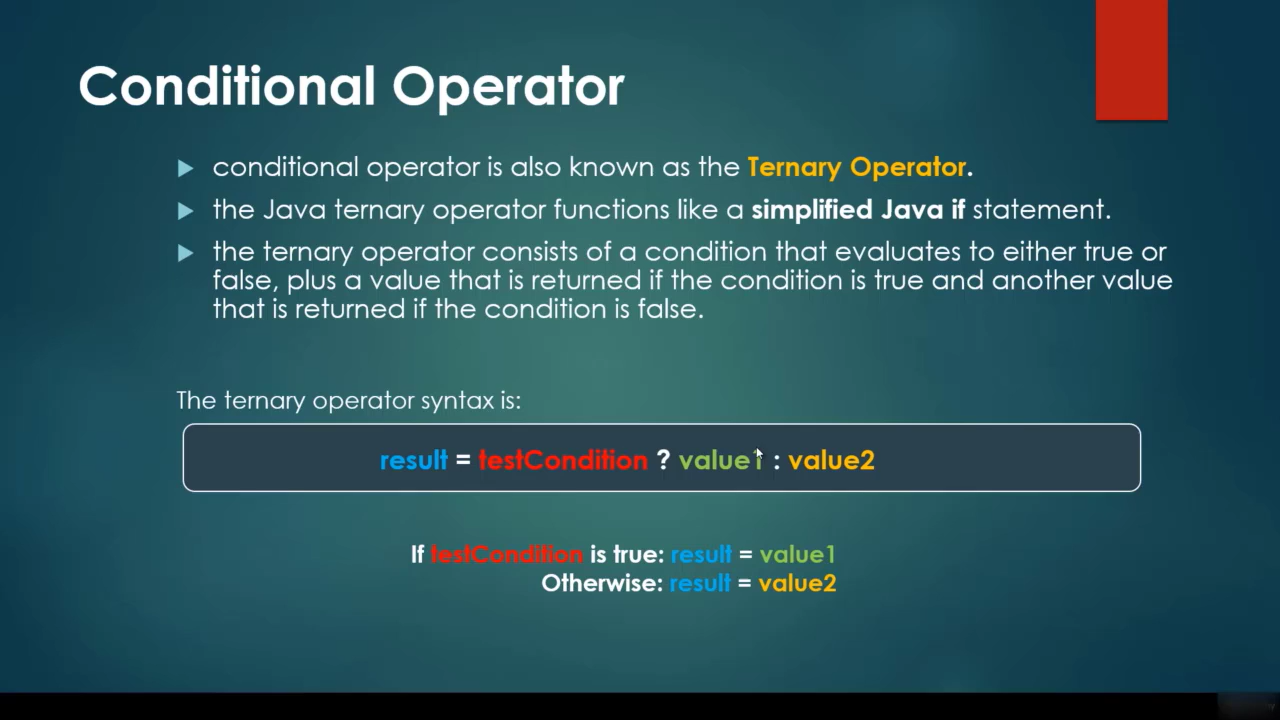 Conditional Operator
conditional operator is also known as the Ternary Operator.
the Java ternary operator functions like a simplified Java if statement.
the ternary operator consists of a condition that evaluates to either true or
false, plus a value that is returned if the condition is true and another value
that is returned if the condition is false.
The ternary operator syntax is:
result = testCondition ? value1 : value2
If testCondition is true: result = value1
Otherwise: result = value2